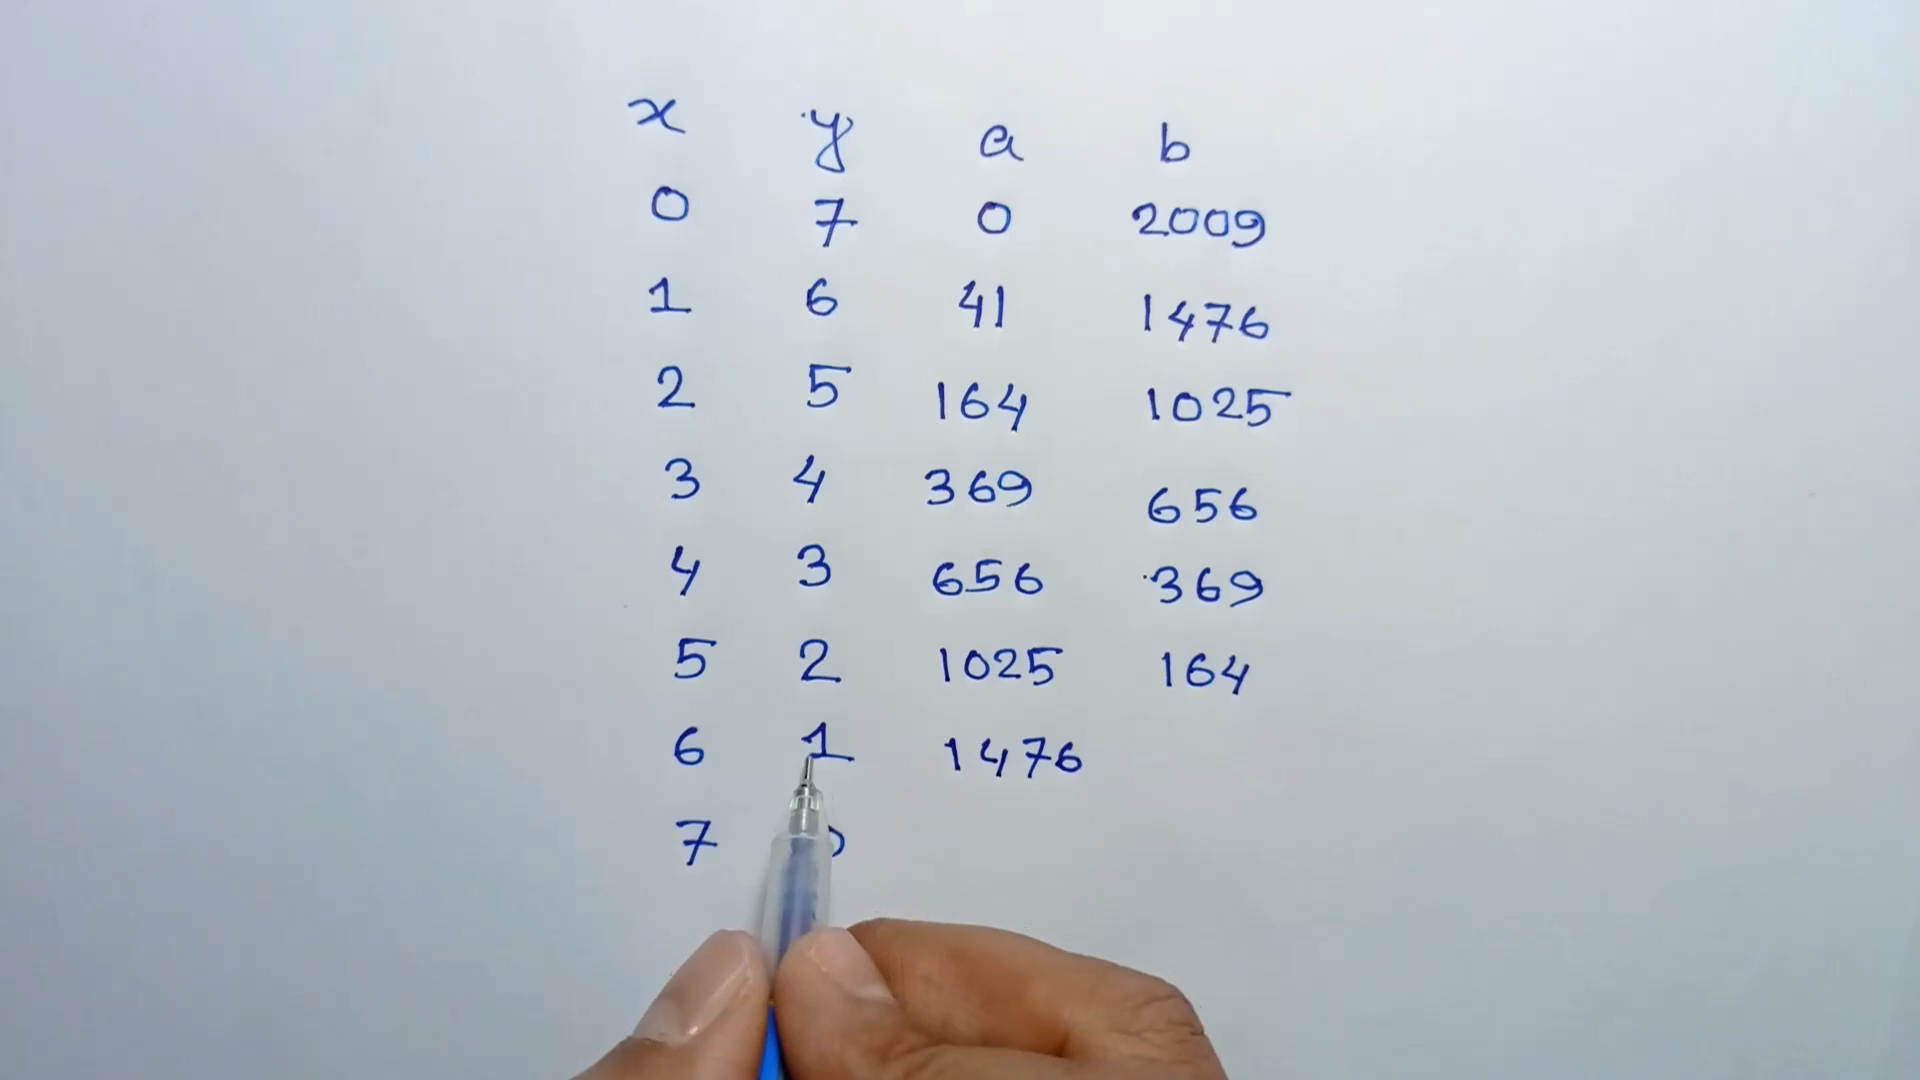 x y a b
0 7 0 2009
1 6 41 1476
2 5 164 1025
3 4 369 656
4 3 656 369
5 2 1025 164
6 1 1476
7